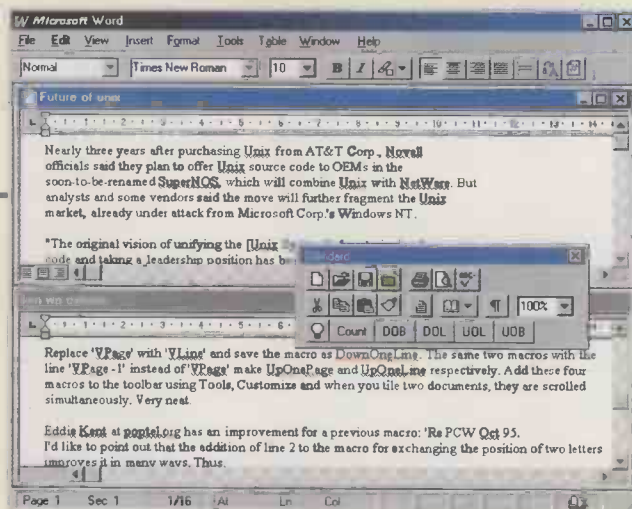 Microsoft Word
File Edit View Insert Format Tools Table Window Help
Normal Times New Roman 10 B I
Future of unix
Nearly three years after purchasing Unix from AT&T Corp., Novell
officials said they plan to offer Unix source code to OEMs in the
soon-to-be-renamed SuperNOS, which will combine Unix with NetWare. But
analysts and some vendors said the move will further fragment the Unix
market, already under attack from Microsoft Corp.'s Windows NT.
"The original vision of unifying the [Unix
code and taking a leadership position has b
Standard
100%
Count DOB DOL UOL UOB
Replace 'VPage' with 'VLine' and save the macro as DownOneLine. The same two macros with the
line 'VPage -1' instead of 'VPage' make UpOnePage and UpOneLine respectively. Add these four
macros to the toolbar using Tools, Customize and when you tile two documents, they are scrolled
simultaneously. Very neat.
Eddie Kent at poptel.org has an improvement for a previous macro: 'Re PCW Oct 95.
I'd like to point out that the addition of line 2 to the macro for exchanging the position of two letters
improves it in many ways. Thus.
Page 1 Sec 1 1/16 At Ln Col